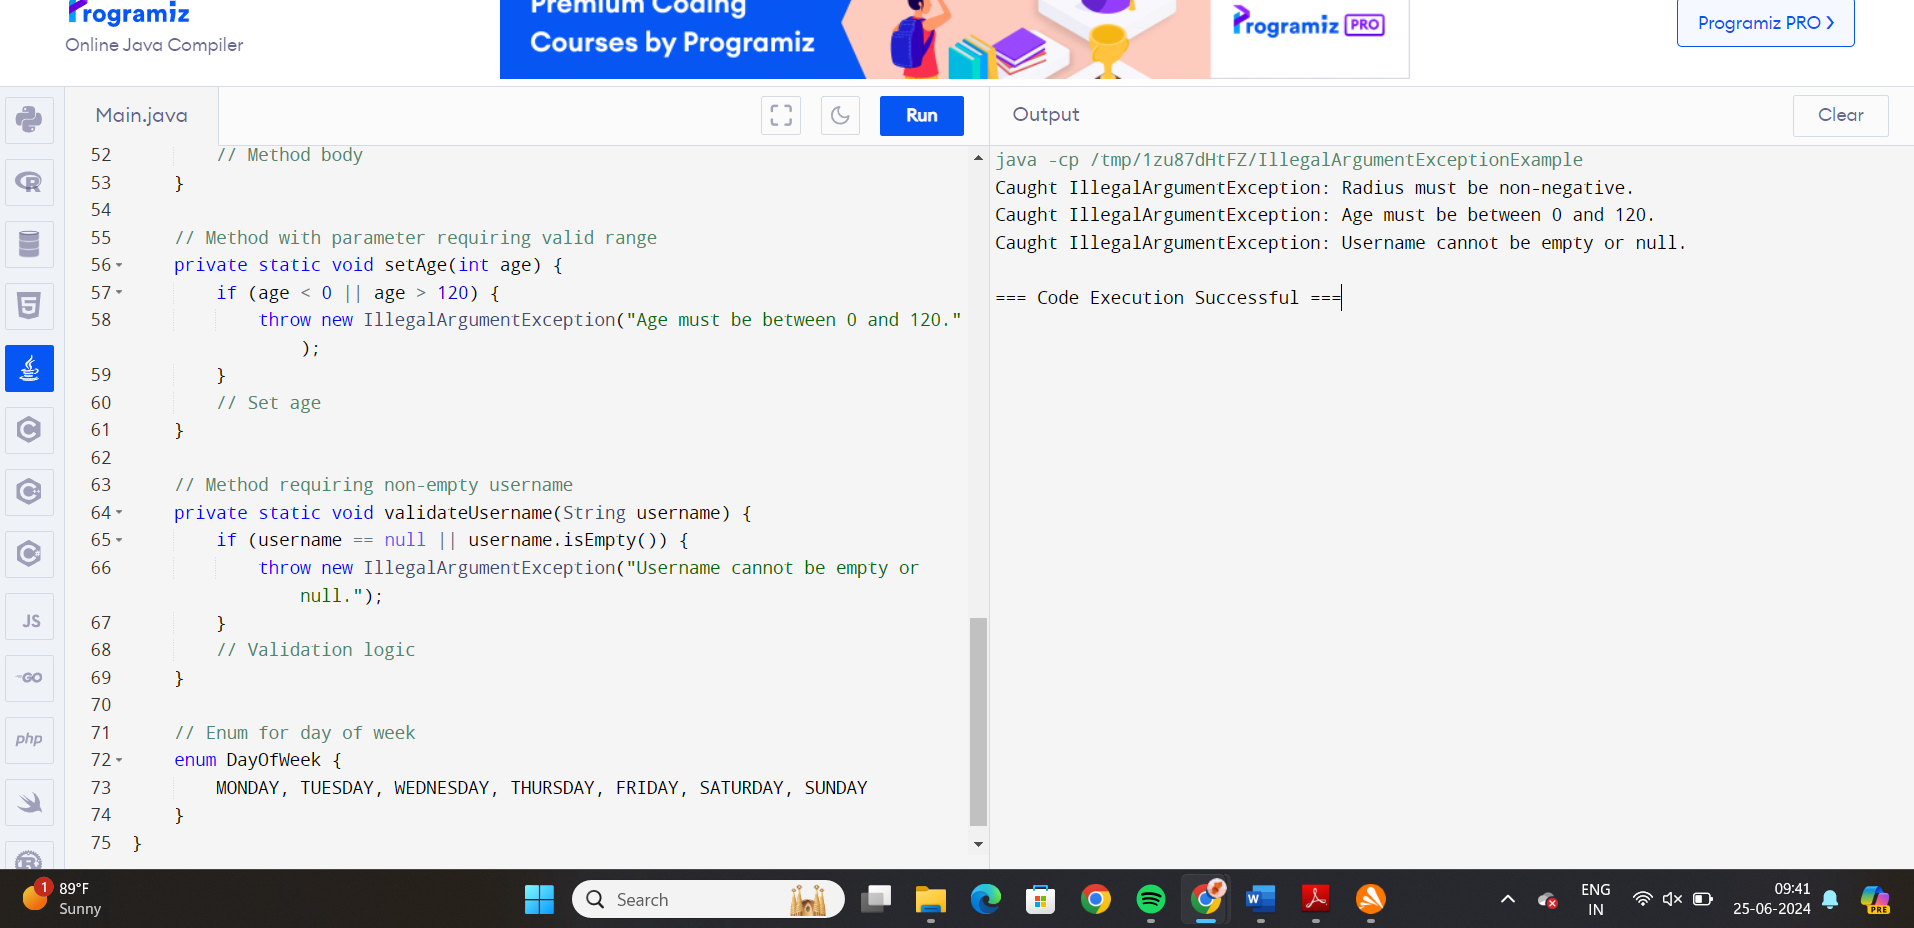 Programiz
Online Java Compiler
Premium Coding
Courses by Programiz
Programiz PRO
Programiz PRO
Main.java
Run
Output
Clear
52 // Method body
53 }
54
55 // Method with parameter requiring valid range
56 private static void setAge(int age) {
57 if (age < 0 || age > 120) {
58 throw new IllegalArgumentException("Age must be between 0 and 120."
);
59 }
60 // Set age
61 }
62
63 // Method requiring non-empty username
64 private static void validateUsername(String username) {
65 if (username == null || username.isEmpty()) {
66 throw new IllegalArgumentException("Username cannot be empty or
null.");
67 }
68 // Validation logic
69 }
70
71 // Enum for day of week
72 enum DayOfWeek {
73 MONDAY, TUESDAY, WEDNESDAY, THURSDAY, FRIDAY, SATURDAY, SUNDAY
74 }
75 }
java -cp /tmp/1zu87dHtFZ/IllegalArgumentExceptionExample
Caught IllegalArgumentException: Radius must be non-negative.
Caught IllegalArgumentException: Age must be between 0 and 120.
Caught IllegalArgumentException: Username cannot be empty or null.
=== Code Execution Successful ===
R
5
C
C
C
JS
GO
php
R
1
89°F
Sunny
Search
W
ENG
IN
09:41
25-06-2024
PRE